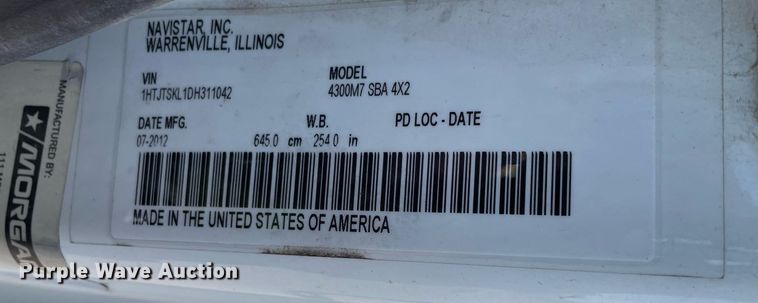 NAVISTAR, INC.
WARRENVILLE, ILLINOIS
VIN MODEL
1HTJTSKL1DH311042 4300M7 SBA 4X2
DATE MFG. W.B. PD LOC - DATE
07-2012 645.0 cm 254.0 in
MADE IN THE UNITED STATES OF AMERICA
MANUFACTURED BY:
MORGAN
Purple Wave Auction